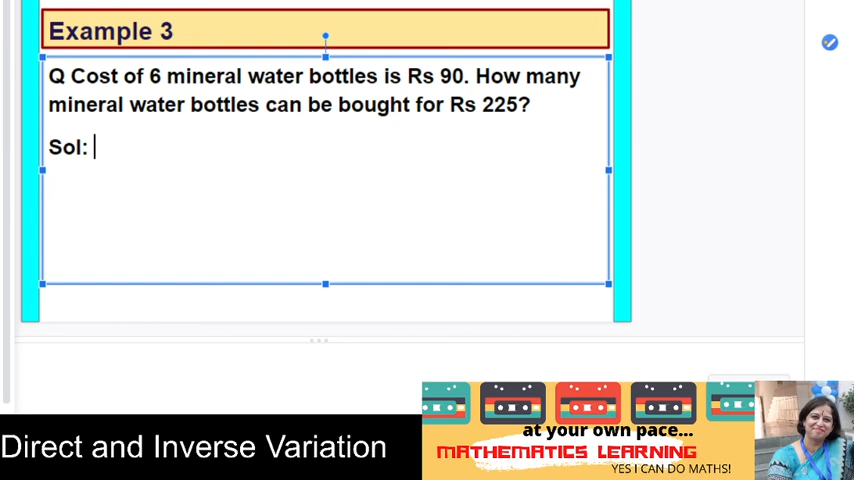 Example 3
Q Cost of 6 mineral water bottles is Rs 90. How many
mineral water bottles can be bought for Rs 225?
Sol:
Direct and Inverse Variation
at your own pace...
MATHEMATICS LEARNING
YES I CAN DO MATHS!